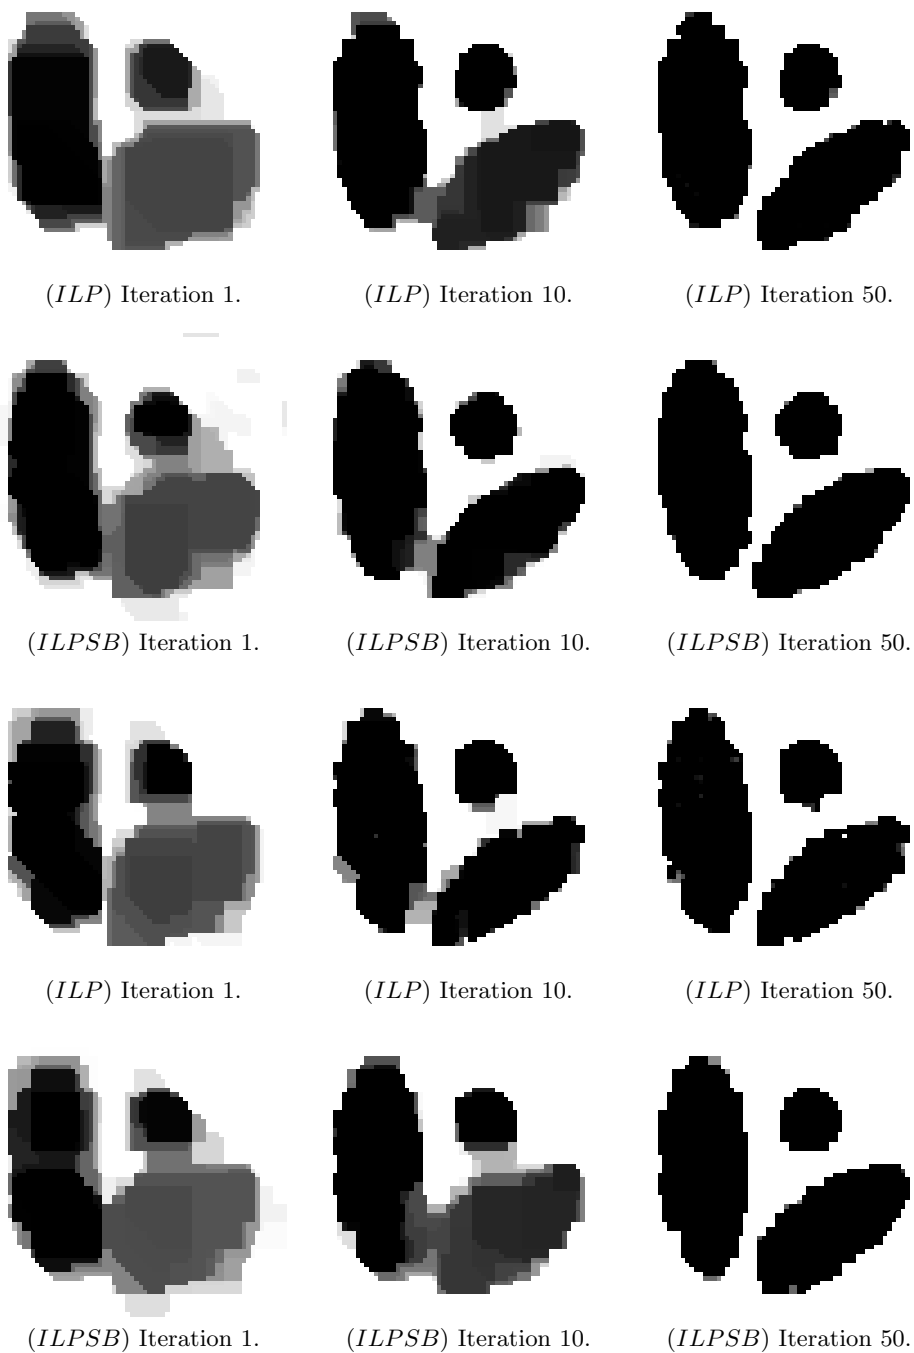 (ILP) Iteration 1.
(ILP) Iteration 10.
(ILP) Iteration 50.
(ILPSB) Iteration 1.
(ILPSB) Iteration 10.
(ILPSB) Iteration 50.
(ILP) Iteration 1.
(ILP) Iteration 10.
(ILP) Iteration 50.
(ILPSB) Iteration 1.
(ILPSB) Iteration 10.
(ILPSB) Iteration 50.